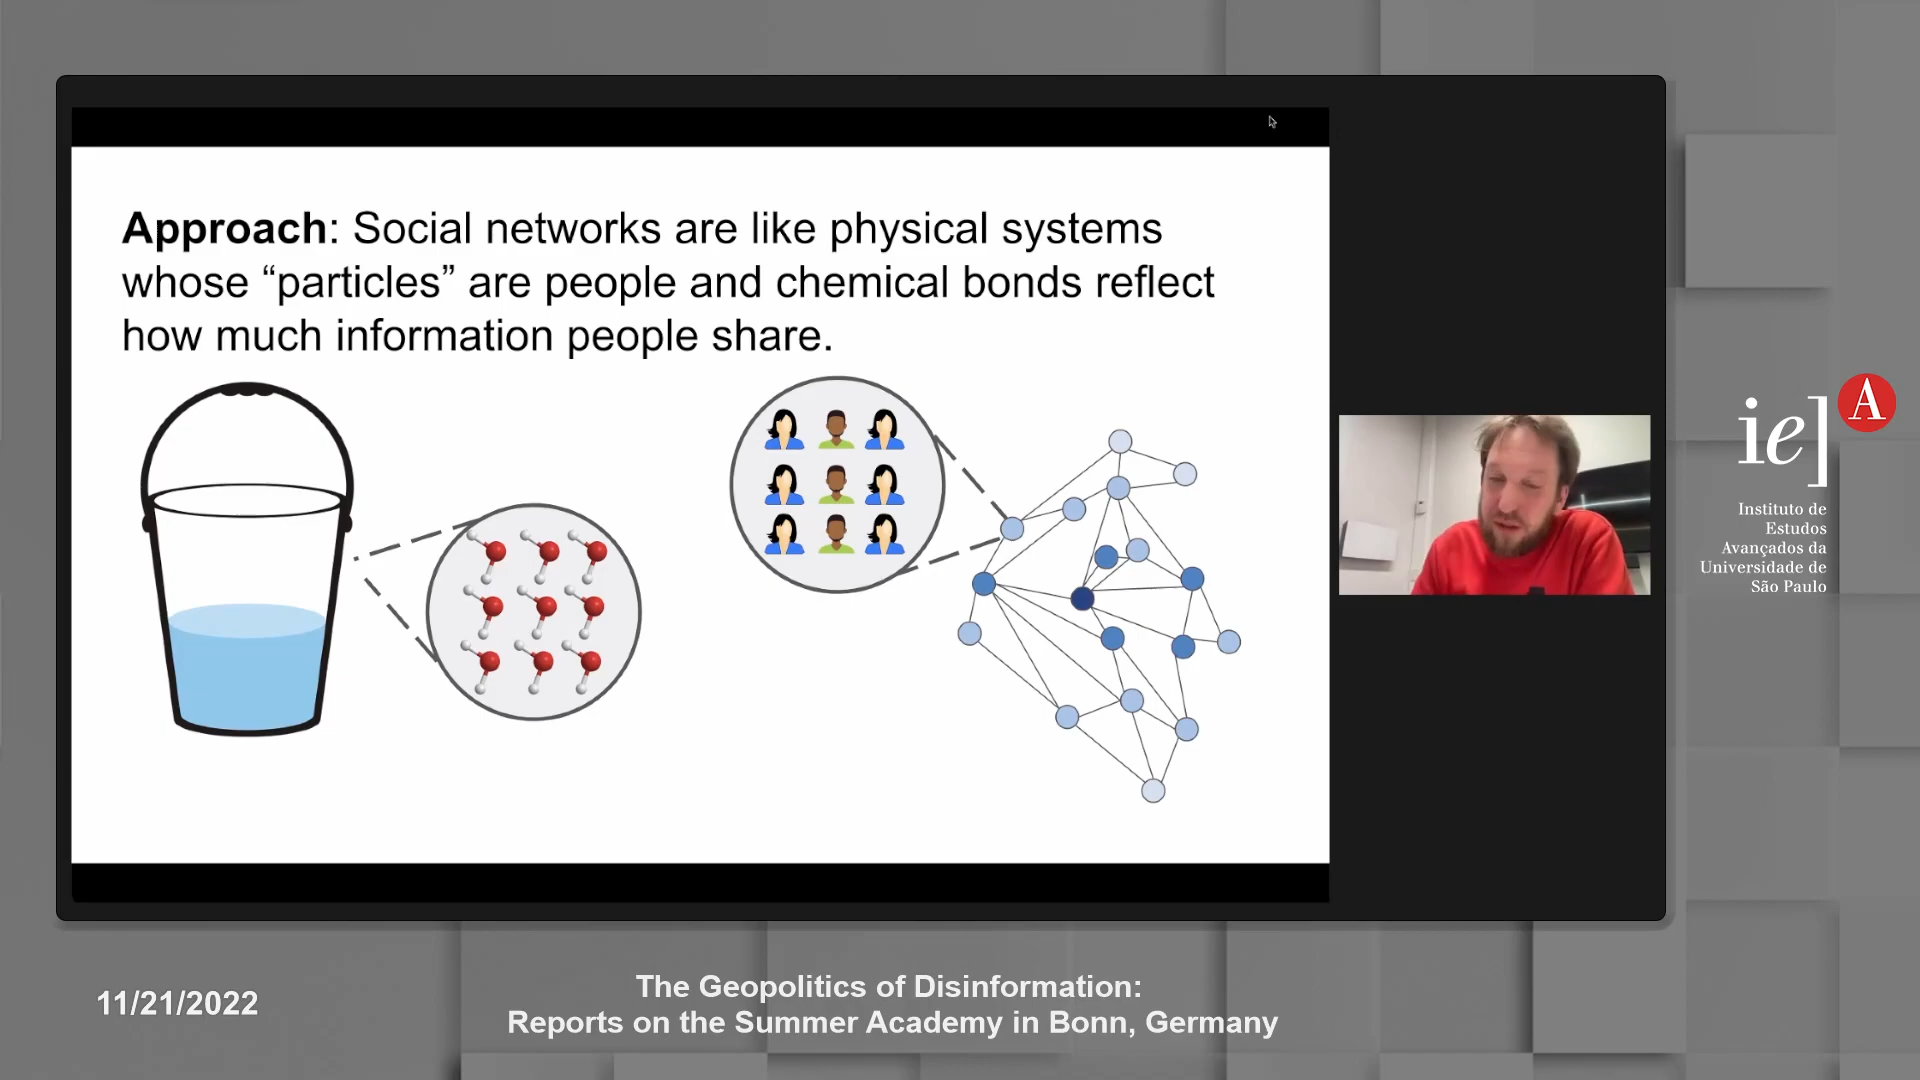 Approach: Social networks are like physical systems
whose “particles” are people and chemical bonds reflect
how much information people share.
ie] A
Instituto de
Estudos
Avançados da
Universidade de
São Paulo
11/21/2022
The Geopolitics of Disinformation:
Reports on the Summer Academy in Bonn, Germany